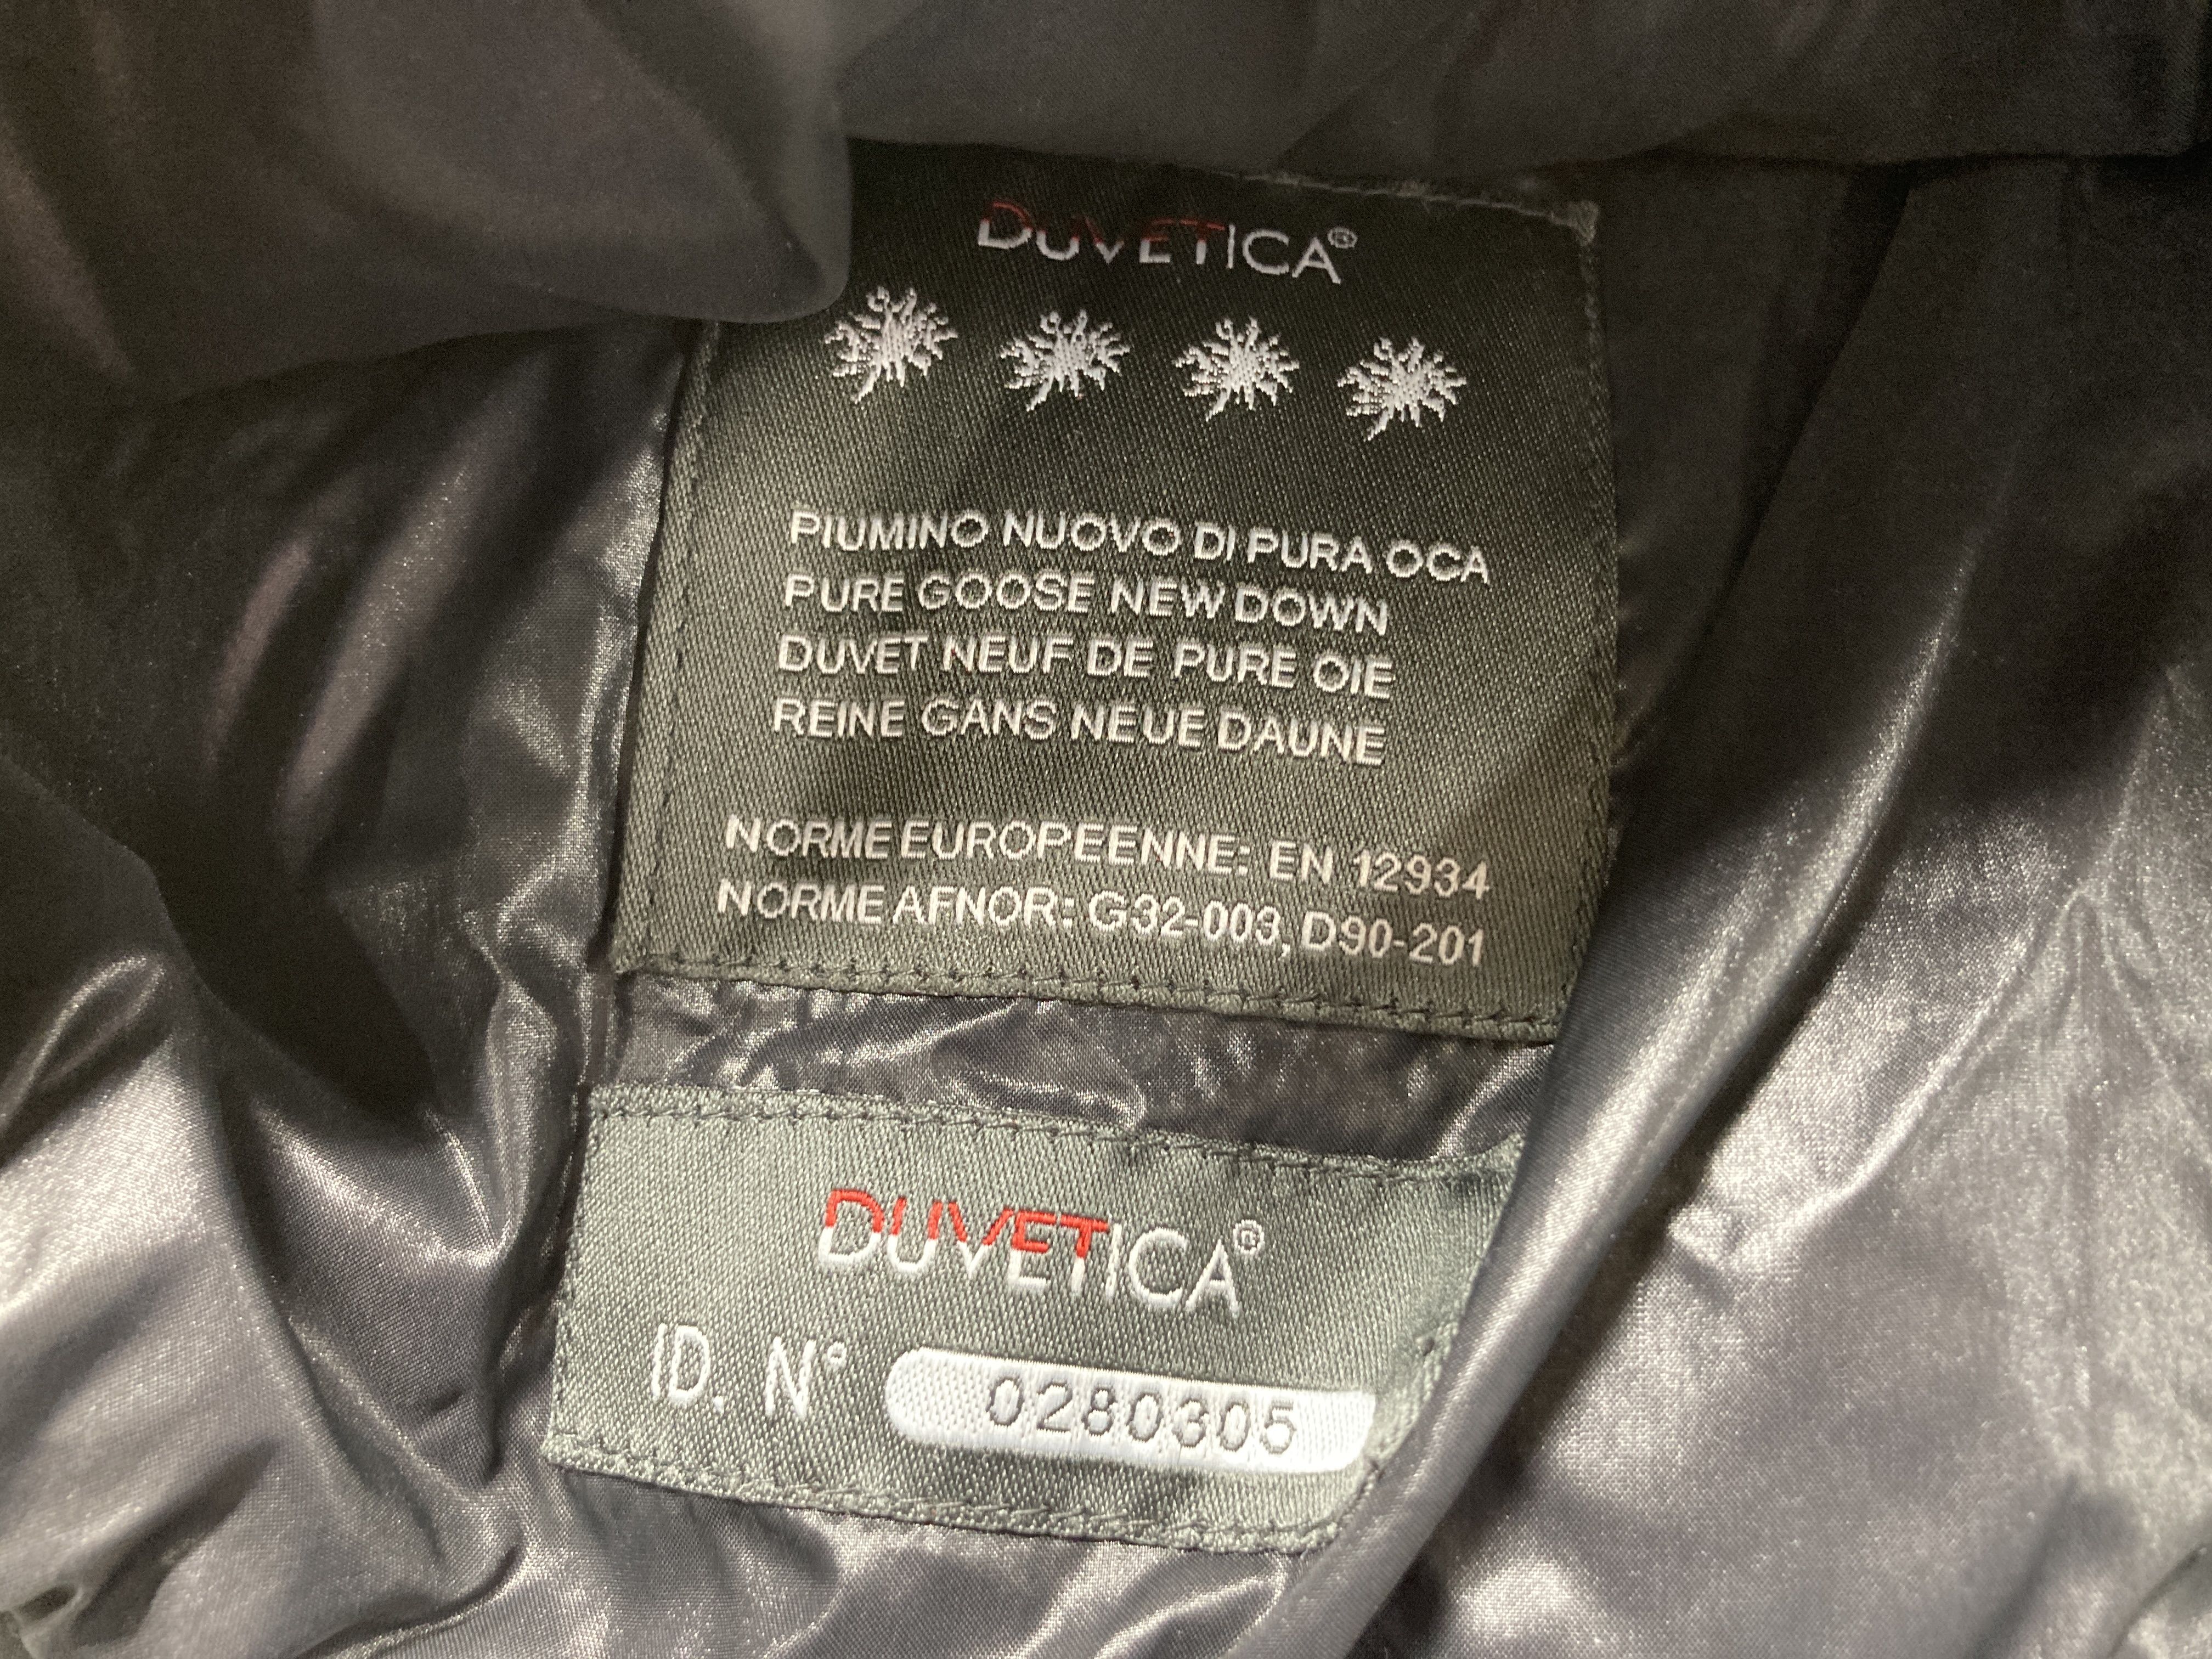 DUVETICA®
PIUMINO NUOVO DI PURA OCA
PURE GOOSE NEW DOWN
DUVET NEUF DE PURE OIE
REINE GANS NEUE DAUNE
NORME EUROPEENNE: EN 12934
NORME AFNOR: G32-003, D90-201
DUVETICA®
ID. N° 0280305